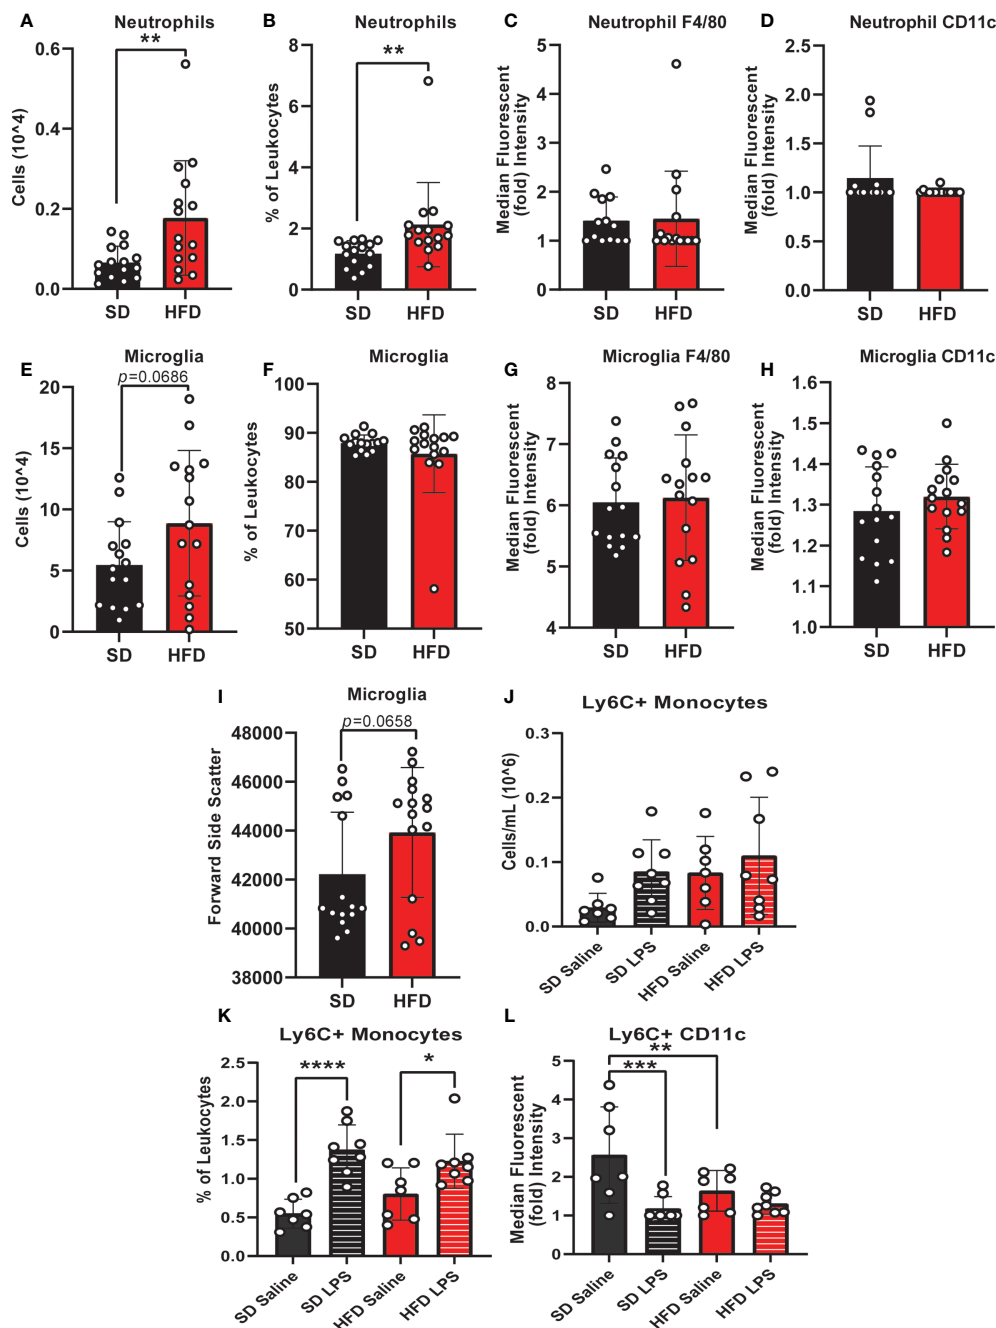 A Neutrophils
**
Cells (10^4)
0.6
0.4
0.2
0.0
SD HFD
B Neutrophils
**
% of Leukocytes
8
6
4
2
0
SD HFD
C Neutrophil F4/80
Median Fluorescent
(fold) Intensity
5
4
3
2
1
0
SD HFD
D Neutrophil CD11c
Median Fluorescent
(fold) Intensity
2.5
2.0
1.5
1.0
0.5
0.0
SD HFD
E Microglia
p=0.0686
Cells (10^4)
20
15
10
5
0
SD HFD
F Microglia
% of Leukocytes
100
90
80
70
60
50
SD HFD
G Microglia F4/80
Median Fluorescent
(fold) Intensity
8
7
6
5
4
SD HFD
H Microglia CD11c
Median Fluorescent
(fold) Intensity
1.6
1.5
1.4
1.3
1.2
1.1
1.0
SD HFD
I Microglia
p=0.0658
Forward Side Scatter
48000
46000
44000
42000
40000
38000
SD HFD
J Ly6C+ Monocytes
Cells/mL (10^6)
0.3
0.2
0.1
0.0
SD Saline SD LPS HFD Saline HFD LPS
K Ly6C+ Monocytes
**** *
% of Leukocytes
2.5
2.0
1.5
1.0
0.5
0.0
SD Saline SD LPS HFD Saline HFD LPS
L Ly6C+ CD11c
**
***
Median Fluorescent
(fold) Intensity
5
4
3
2
1
0
SD Saline SD LPS HFD Saline HFD LPS